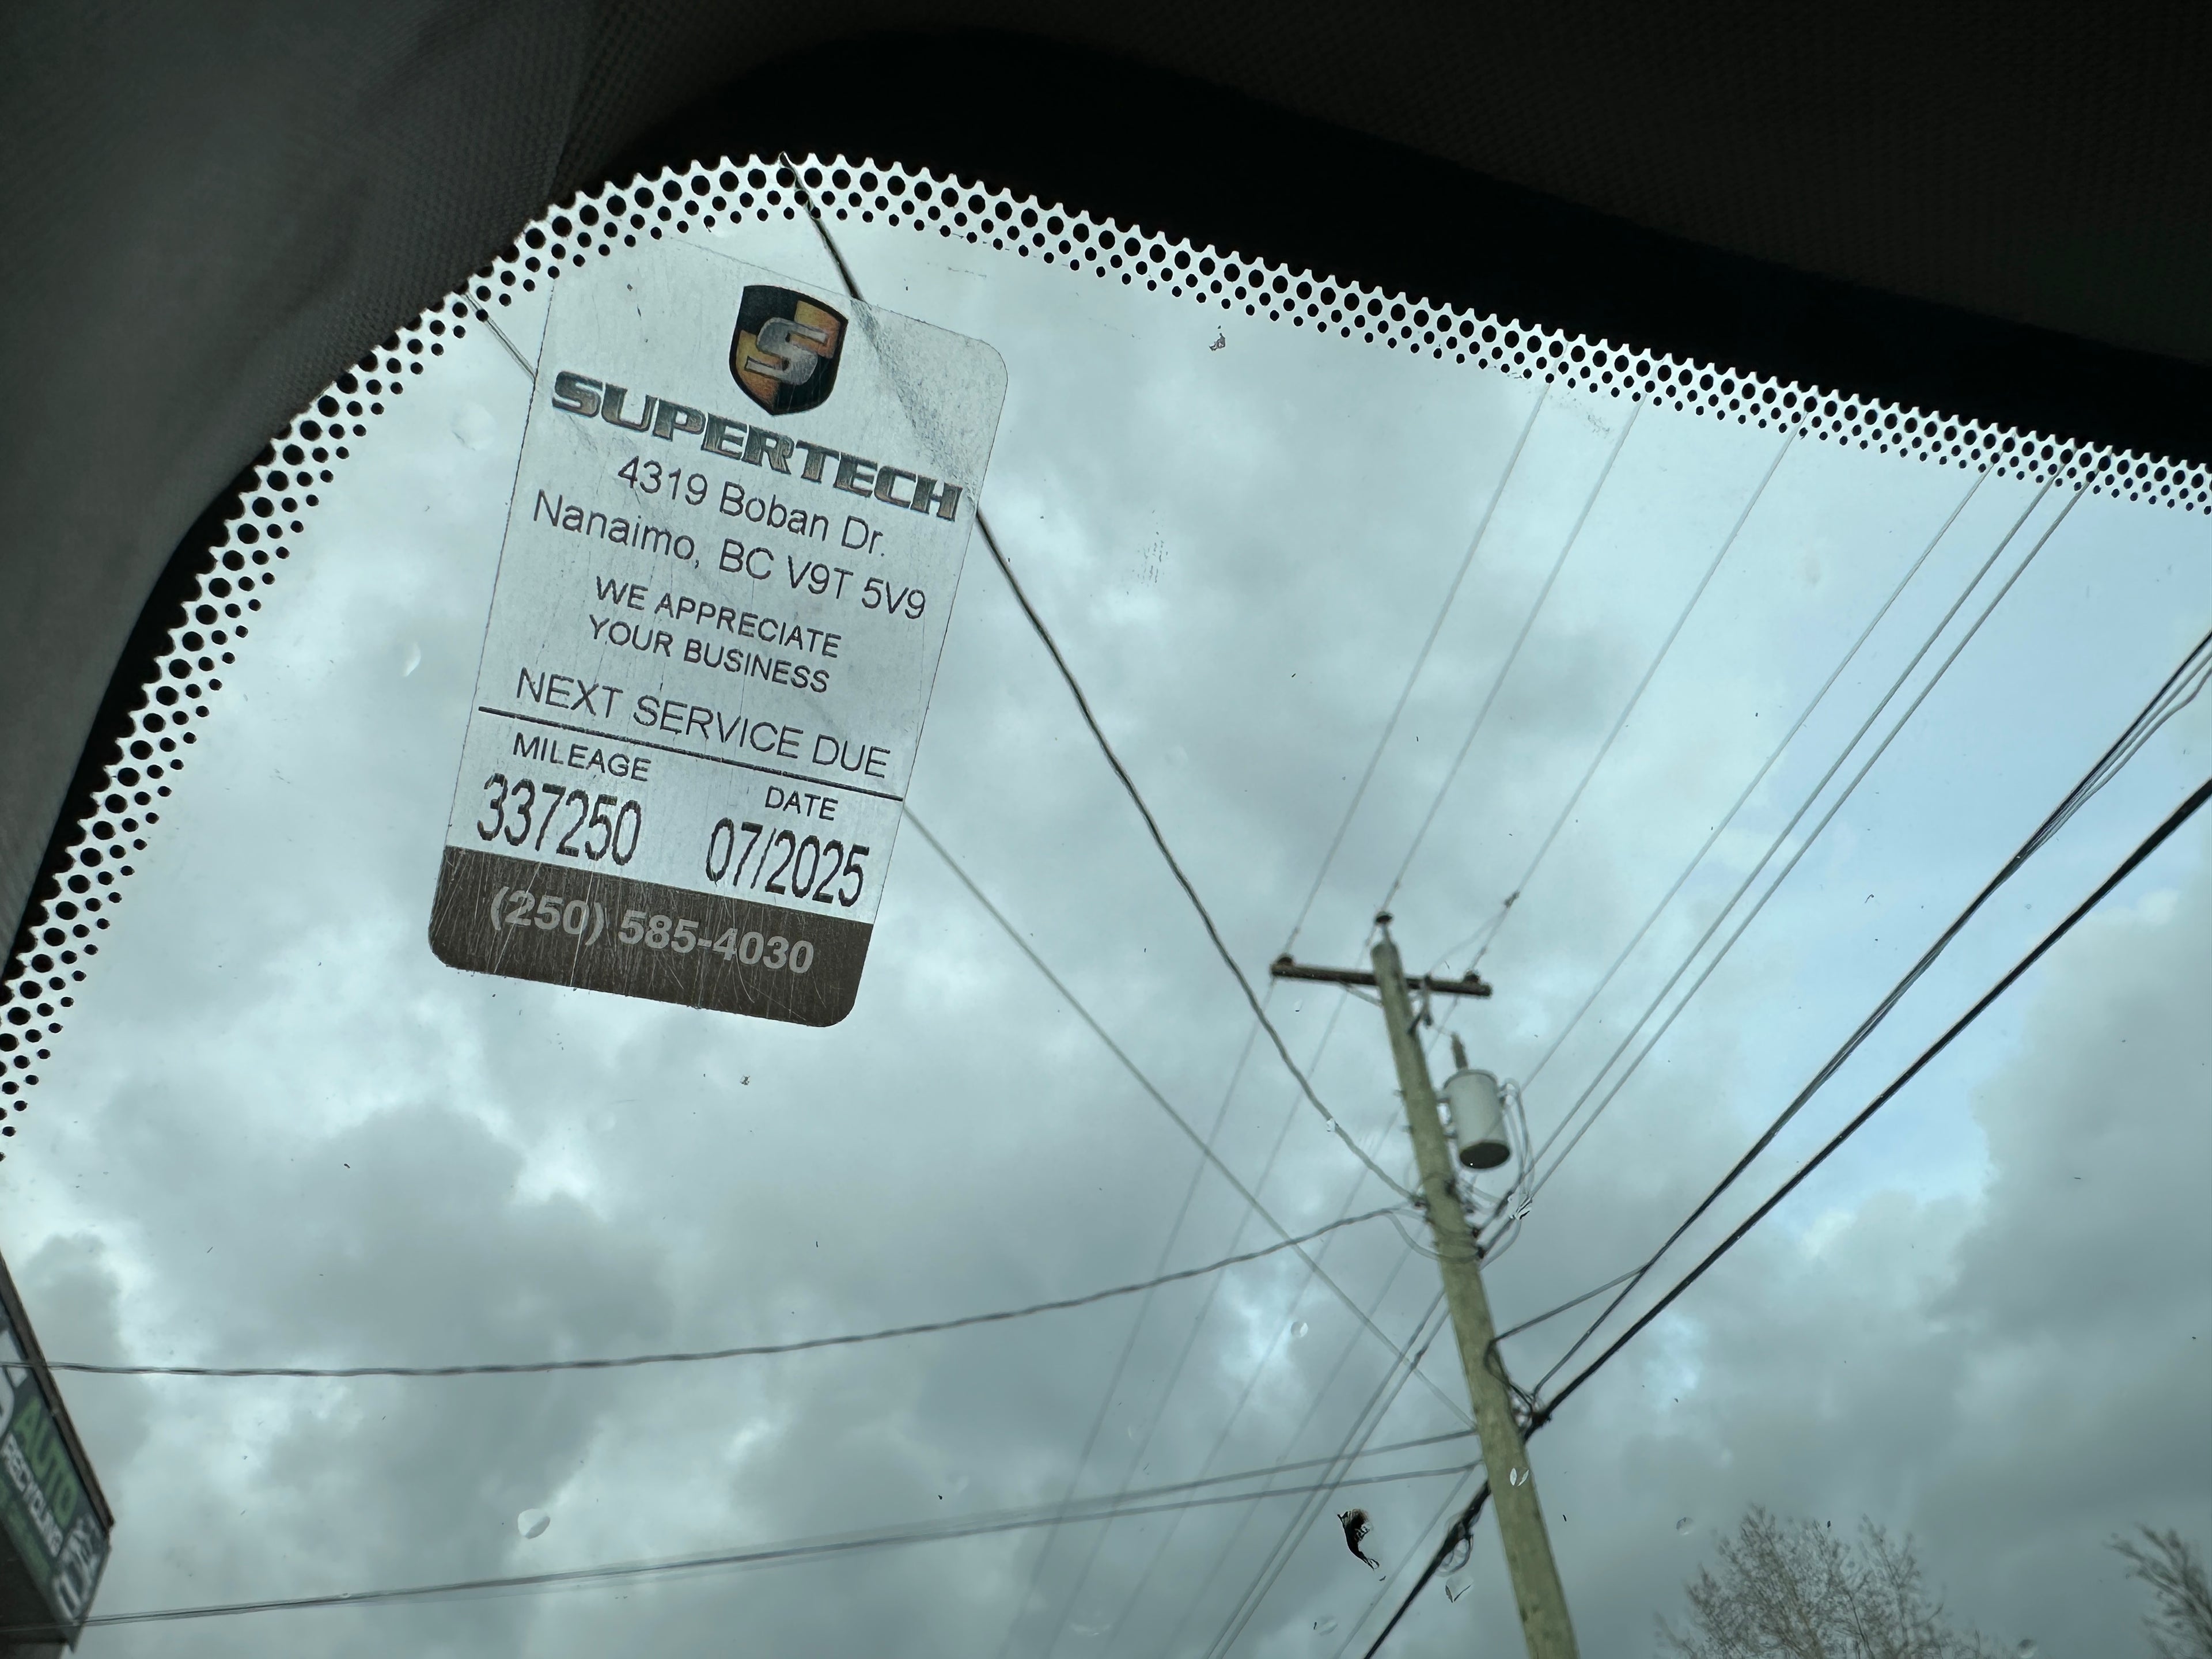 S
SUPERTECH
4319 Boban Dr.
Nanaimo, BC V9T 5V9
WE APPRECIATE
YOUR BUSINESS
NEXT SERVICE DUE
MILEAGE
DATE
337250
07/2025
(250) 585-4030
AUTO
RECYCLING